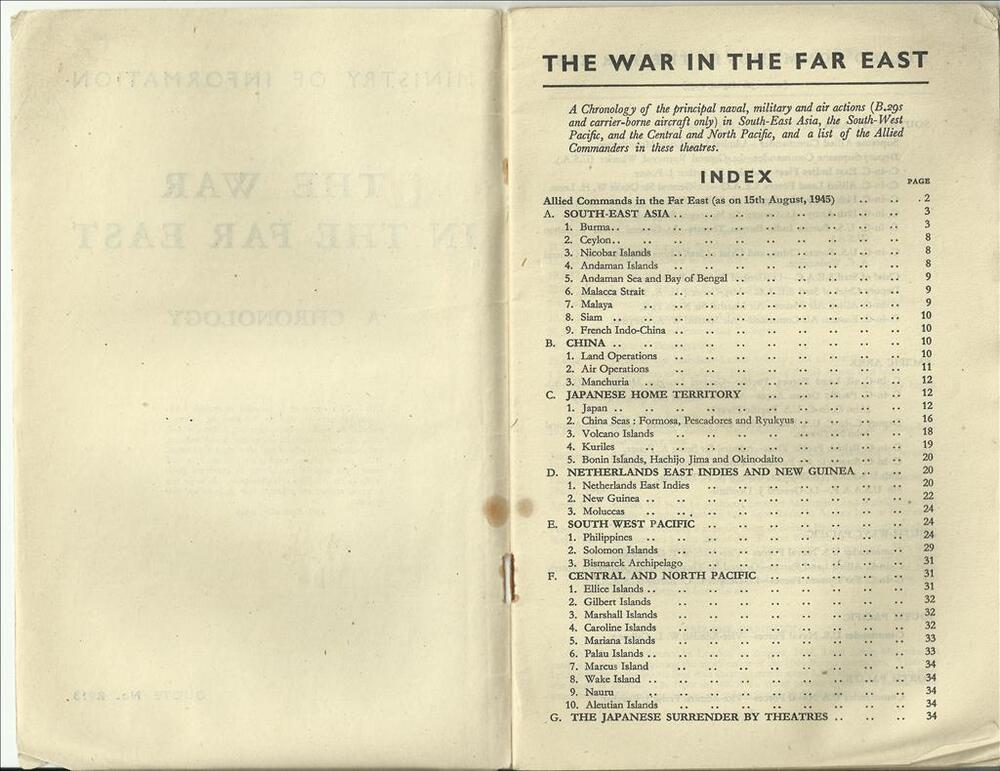 MINISTRY OF INFORMATION
THE WAR
IN THE FAR EAST
A CHRONOLOGY
THE WAR IN THE FAR EAST
A Chronology of the principal naval, military and air actions (B.29s
and carrier-borne aircraft only) in South-East Asia, the South-West
Pacific, and the Central and North Pacific, and a list of the Allied
Commanders in these theatres.
INDEX
PAGE
Allied Commands in the Far East (as on 15th August, 1945) .. .. . 2
A. SOUTH-EAST ASIA .. .. .. .. .. .. .. .. 3
1. Burma .. .. .. .. .. .. .. .. .. 3
2. Ceylon .. .. .. .. .. .. .. .. .. 8
3. Nicobar Islands .. .. .. .. .. .. .. 8
4. Andaman Islands .. .. .. .. .. .. .. 8
5. Andaman Sea and Bay of Bengal .. .. .. .. .. .. 9
6. Malacca Strait .. .. .. .. .. .. .. 9
7. Malaya .. .. .. .. .. .. .. .. 9
8. Siam .. .. .. .. .. .. .. .. .. 10
9. French Indo-China .. .. .. .. .. .. .. .. 10
B. CHINA .. .. .. .. .. .. .. .. .. 10
1. Land Operations .. .. .. .. .. .. .. 10
2. Air Operations .. .. .. .. .. .. .. 11
3. Manchuria .. .. .. .. .. .. .. .. 12
C. JAPANESE HOME TERRITORY .. .. .. .. .. 12
1. Japan .. .. .. .. .. .. .. .. .. 12
2. China Seas : Formosa, Pescadores and Ryukyus .. .. .. .. 16
3. Volcano Islands .. .. .. .. .. .. .. 18
4. Kuriles .. .. .. .. .. .. .. .. 19
5. Bonin Islands, Hachijo Jima and Okinodaito .. .. .. .. 20
D. NETHERLANDS EAST INDIES AND NEW GUINEA .. .. 20
1. Netherlands East Indies .. .. .. .. .. .. 20
2. New Guinea .. .. .. .. .. .. .. .. 22
3. Moluccas .. .. .. .. .. .. .. .. 24
E. SOUTH WEST PACIFIC .. .. .. .. .. .. .. 24
1. Philippines .. .. .. .. .. .. .. .. 24
2. Solomon Islands .. .. .. .. .. .. .. 29
3. Bismarck Archipelago .. .. .. .. .. .. .. 31
F. CENTRAL AND NORTH PACIFIC .. .. .. .. .. 31
1. Ellice Islands .. .. .. .. .. .. .. .. 31
2. Gilbert Islands .. .. .. .. .. .. .. 32
3. Marshall Islands .. .. .. .. .. .. .. 32
4. Caroline Islands .. .. .. .. .. .. .. 32
5. Mariana Islands .. .. .. .. .. .. .. 33
6. Palau Islands .. .. .. .. .. .. .. .. 33
7. Marcus Island .. .. .. .. .. .. .. 34
8. Wake Island .. .. .. .. .. .. .. .. 34
9. Nauru .. .. .. .. .. .. .. .. 34
10. Aleutian Islands .. .. .. .. .. .. .. 34
G. THE JAPANESE SURRENDER BY THEATRES .. .. .. 34